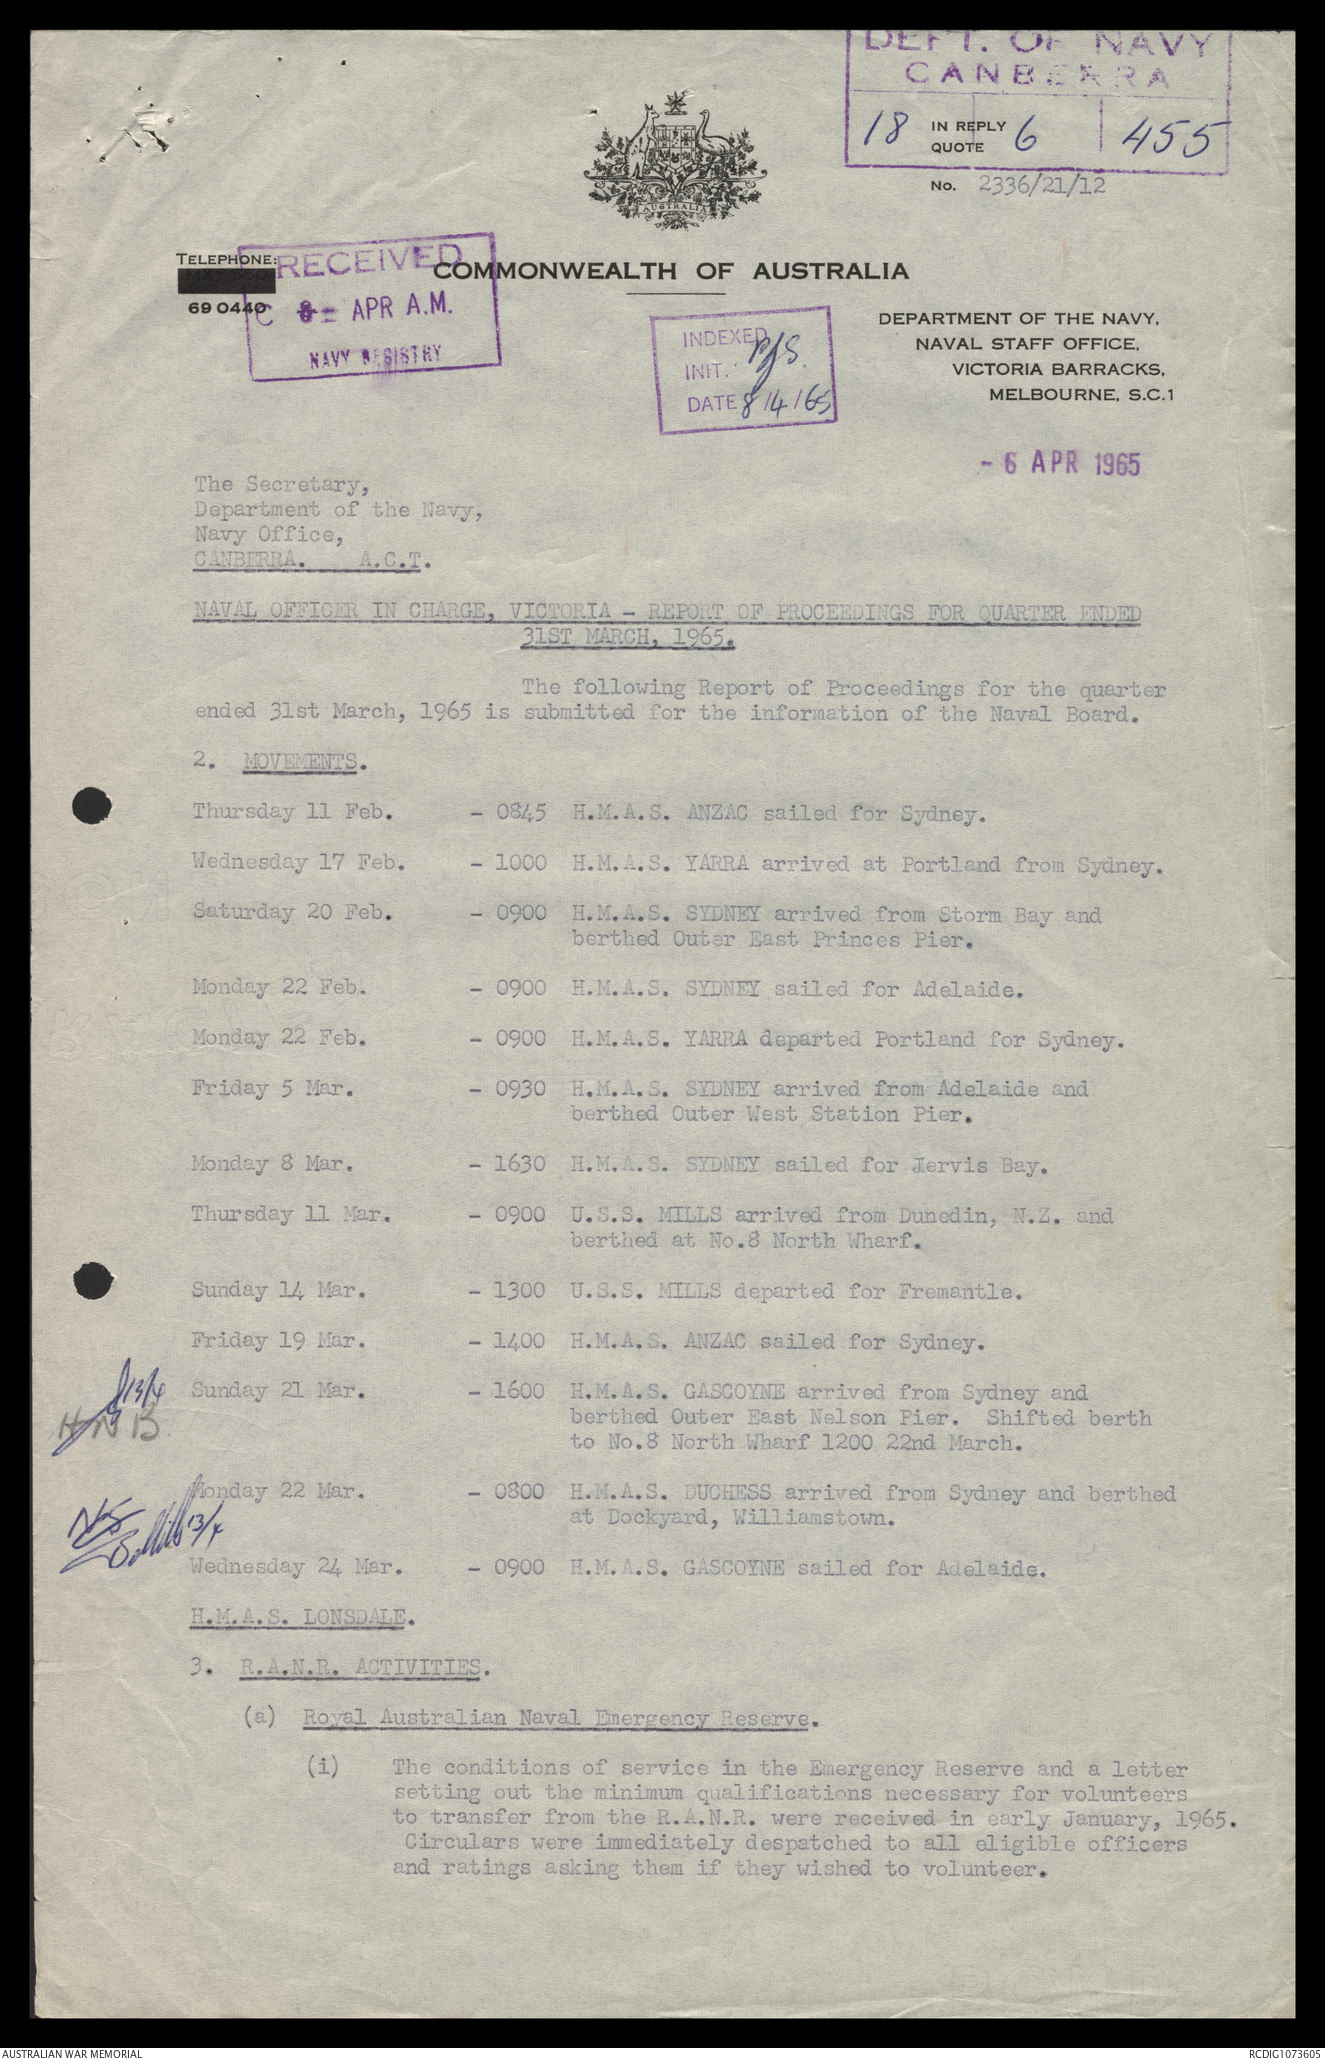 DEPT. OF NAVY
CANBERRA
18 6 455
IN REPLY
QUOTE
No. 2336/21/12
AUSTRALIA
TELEPHONE:
69 0440
RECEIVED
C 8 - APR A.M.
NAVY REGISTRY
COMMONWEALTH OF AUSTRALIA
INDEXED
INIT.
DATE 8/4/65
DEPARTMENT OF THE NAVY,
NAVAL STAFF OFFICE,
VICTORIA BARRACKS,
MELBOURNE, S.C.1
- 6 APR 1965
The Secretary,
Department of the Navy,
Navy Office,
CANBERRA. A.C.T.
NAVAL OFFICER IN CHARGE, VICTORIA - REPORT OF PROCEEDINGS FOR QUARTER ENDED
31ST MARCH, 1965.
The following Report of Proceedings for the quarter
ended 31st March, 1965 is submitted for the information of the Naval Board.
2. MOVEMENTS.
Thursday 11 Feb. - 0845 H.M.A.S. ANZAC sailed for Sydney.
Wednesday 17 Feb. - 1000 H.M.A.S. YARRA arrived at Portland from Sydney.
Saturday 20 Feb. - 0900 H.M.A.S. SYDNEY arrived from Storm Bay and
berthed Outer East Princes Pier.
Monday 22 Feb. - 0900 H.M.A.S. SYDNEY sailed for Adelaide.
Monday 22 Feb. - 0900 H.M.A.S. YARRA departed Portland for Sydney.
Friday 5 Mar. - 0930 H.M.A.S. SYDNEY arrived from Adelaide and
berthed Outer West Station Pier.
Monday 8 Mar. - 1630 H.M.A.S. SYDNEY sailed for Jervis Bay.
Thursday 11 Mar. - 0900 U.S.S. MILLS arrived from Dunedin, N.Z. and
berthed at No.8 North Wharf.
Sunday 14 Mar. - 1300 U.S.S. MILLS departed for Fremantle.
Friday 19 Mar. - 1400 H.M.A.S. ANZAC sailed for Sydney.
13/4
Sunday 21 Mar. - 1600 H.M.A.S. GASCOYNE arrived from Sydney and
berthed Outer East Nelson Pier. Shifted berth
HNB
to No.8 North Wharf 1200 22nd March.
Monday 22 Mar. - 0800 H.M.A.S. DUCHESS arrived from Sydney and berthed
at Dockyard, Williamstown.
13/4
Wednesday 24 Mar. - 0900 H.M.A.S. GASCOYNE sailed for Adelaide.
H.M.A.S. LONSDALE.
3. R.A.N.R. ACTIVITIES.
(a) Royal Australian Naval Emergency Reserve.
(i) The conditions of service in the Emergency Reserve and a letter
setting out the minimum qualifications necessary for volunteers
to transfer from the R.A.N.R. were received in early January, 1965.
Circulars were immediately despatched to all eligible officers
and ratings asking them if they wished to volunteer.
AUSTRALIAN WAR MEMORIAL
RCDIG1073605